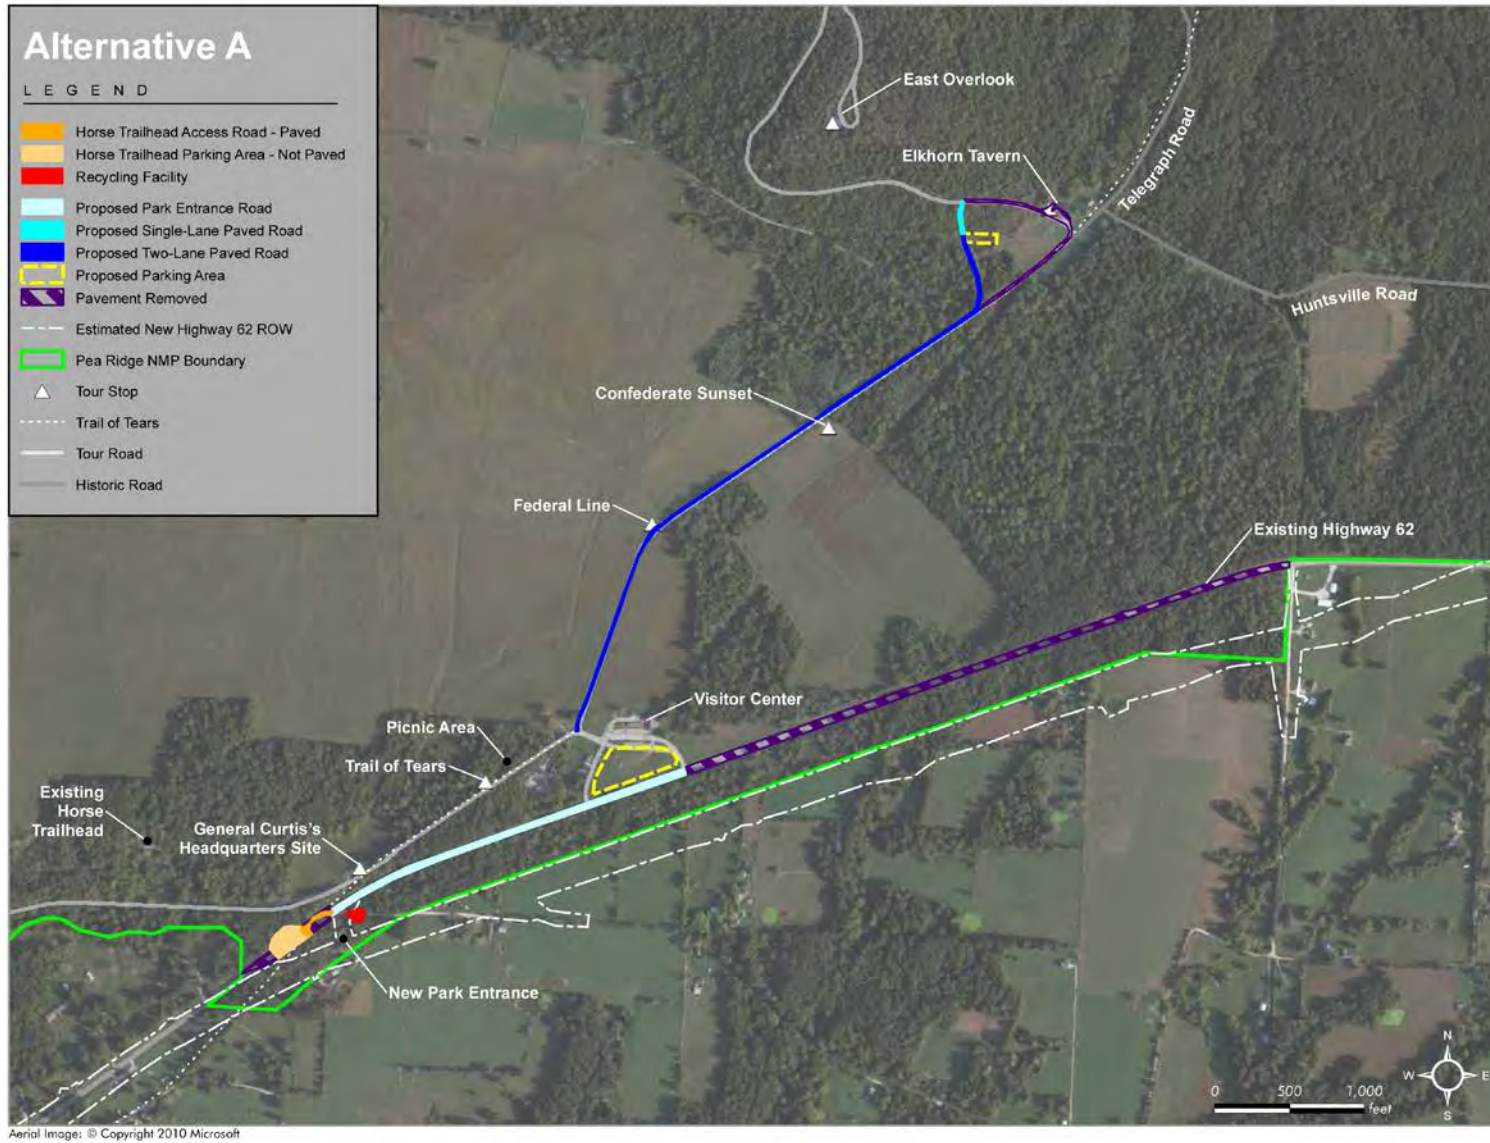 Alternative A
LEGEND
Horse Trailhead Access Road - Paved
Horse Trailhead Parking Area - Not Paved
Recycling Facility
Proposed Park Entrance Road
Proposed Single-Lane Paved Road
Proposed Two-Lane Paved Road
Proposed Parking Area
Pavement Removed
Estimated New Highway 62 ROW
Pea Ridge NMP Boundary
Tour Stop
Trail of Tears
Tour Road
Historic Road
East Overlook
Elkhorn Tavern
Telegraph Road
Huntsville Road
Confederate Sunset
Federal Line
Existing Highway 62
Visitor Center
Picnic Area
Trail of Tears
Existing
Horse
Trailhead
General Curtis's
Headquarters Site
New Park Entrance
N
W
E
S
0 500 1,000
feet
Aerial Image: © Copyright 2010 Microsoft